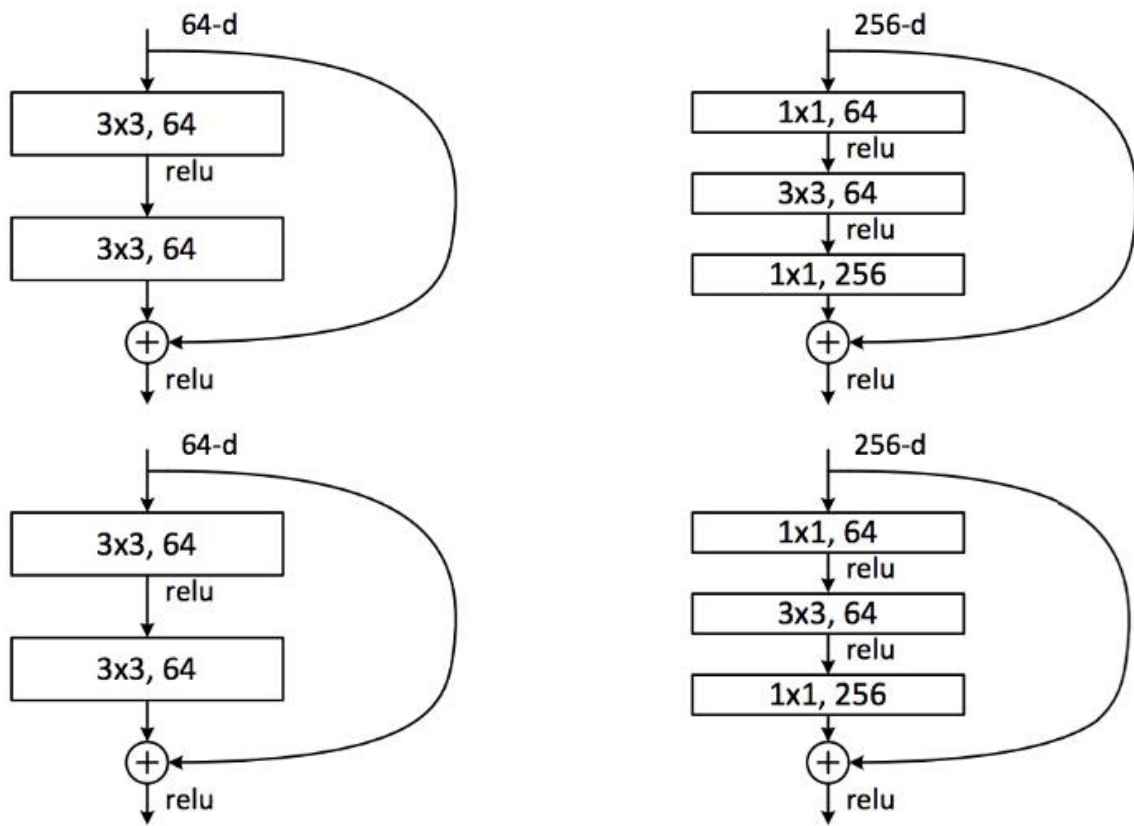 64-d
3x3, 64
relu
3x3, 64
+
relu
256-d
1x1, 64
relu
3x3, 64
relu
1x1, 256
+
relu
64-d
3x3, 64
relu
3x3, 64
+
relu
256-d
1x1, 64
relu
3x3, 64
relu
1x1, 256
+
relu